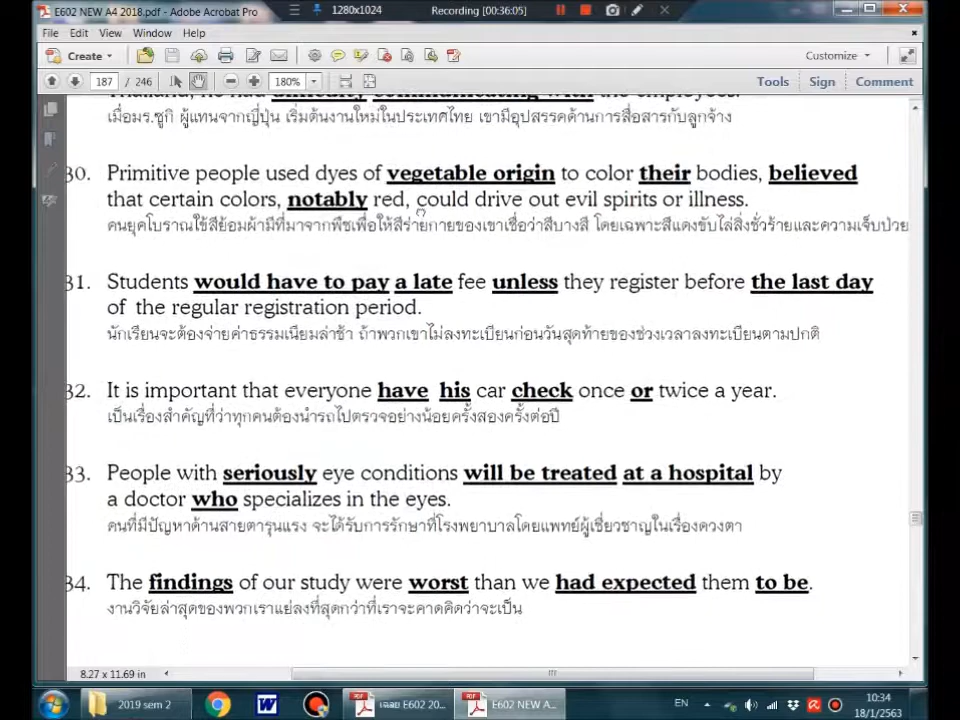 E602 NEW A4 2018.pdf - Adobe Acrobat Pro
1280x1024
Recording [00:36:05]
File Edit View Window Help
Create
Customize
187 / 246
180%
Tools Sign Comment
เมื่อมร.ซูกิ ผู้แทนจากญี่ปุ่น เริ่มต้นงานใหม่ในประเทศไทย เขามีอุปสรรคด้านการสื่อสารกับลูกจ้าง
30. Primitive people used dyes of vegetable origin to color their bodies, believed
that certain colors, notably red, could drive out evil spirits or illness.
คนยุคโบราณใช้สีย้อมผ้ามีที่มาจากพืชเพื่อให้สีร่ายกายของเขาเชื่อว่าสีบางสี โดยเฉพาะสีแดงขับไล่สิ่งชั่วร้ายและความเจ็บป่วย
31. Students would have to pay a late fee unless they register before the last day
of the regular registration period.
นักเรียนจะต้องจ่ายค่าธรรมเนียมล่าช้า ถ้าพวกเขาไม่ลงทะเบียนก่อนวันสุดท้ายของช่วงเวลาลงทะเบียนตามปกติ
32. It is important that everyone have his car check once or twice a year.
เป็นเรื่องสำคัญที่ว่าทุกคนต้องนำรถไปตรวจอย่างน้อยครั้งสองครั้งต่อปี
33. People with seriously eye conditions will be treated at a hospital by
a doctor who specializes in the eyes.
คนที่มีปัญหาด้านสายตารุนแรง จะได้รับการรักษาที่โรงพยาบาลโดยแพทย์ผู้เชี่ยวชาญในเรื่องดวงตา
34. The findings of our study were worst than we had expected them to be.
งานวิจัยล่าสุดของพวกเราแย่ลงที่สุดกว่าที่เราจะคาดคิดว่าจะเป็น
8.27 x 11.69 in
2019 sem 2
เฉลย E602 20...
E602 NEW A...
EN
10:34
18/1/2563